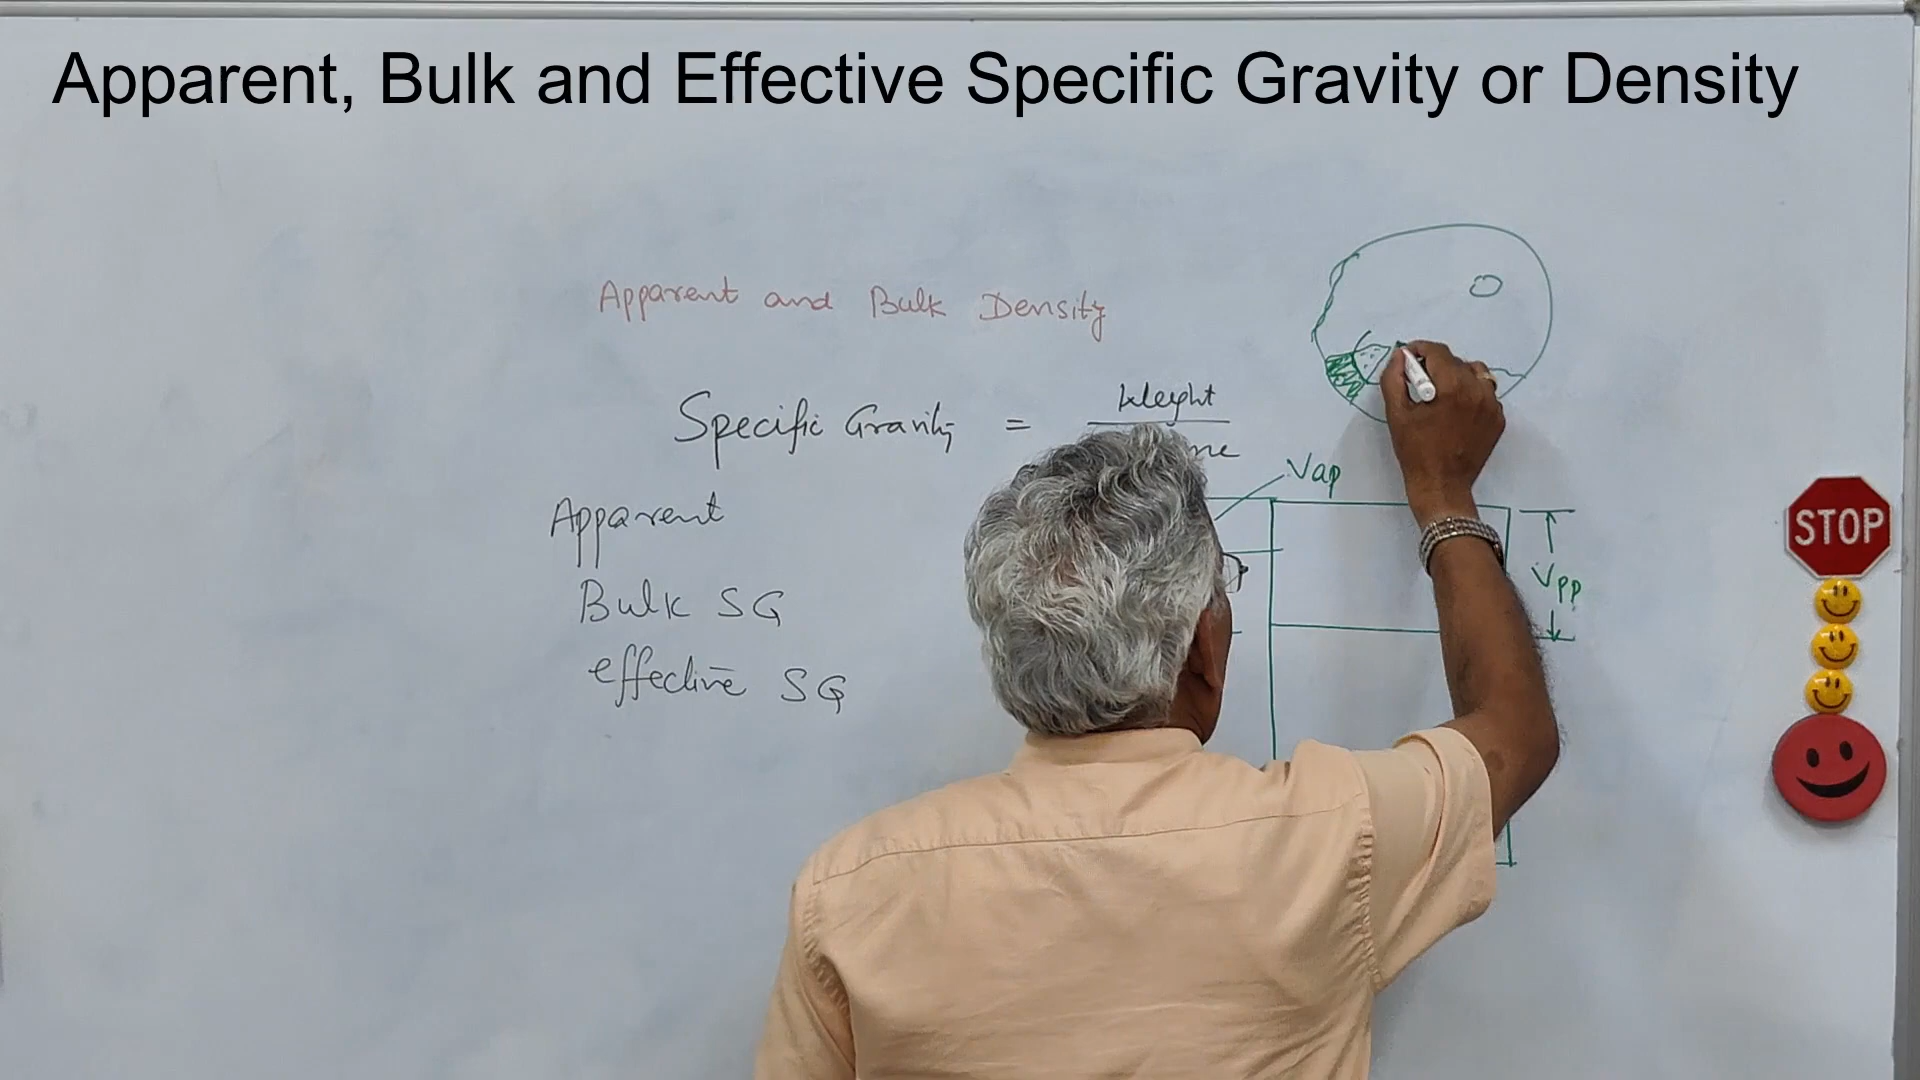 Apparent, Bulk and Effective Specific Gravity or Density
Apparent and Bulk Density
Specific Gravity = Weight
Vap
Apparent
Bulk SG
effective SG
Vpp
STOP